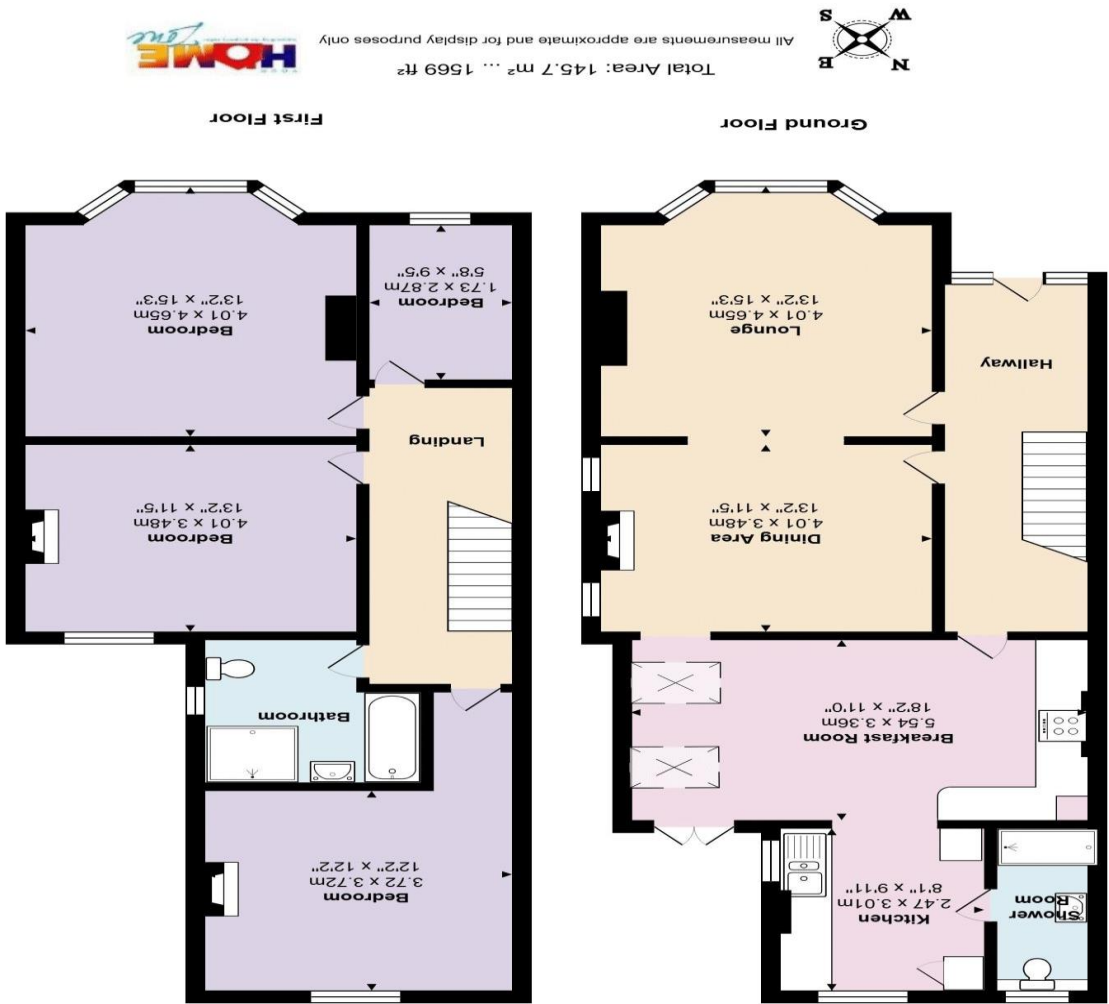 Shower
Room
Kitchen
2.47 x 3.01m
8'1" x 9'11"
Breakfast Room
5.54 x 3.36m
18'2" x 11'0"
Dining Area
4.01 x 3.48m
13'2" x 11'5"
Hallway
Lounge
4.01 x 4.65m
13'2" x 15'3"
Ground Floor
Bedroom
3.72 x 3.72m
12'2" x 12'2"
Bathroom
Bedroom
4.01 x 3.48m
13'2" x 11'5"
Landing
Bedroom
1.73 x 2.87m
5'8" x 9'5"
Bedroom
4.01 x 4.65m
13'2" x 15'3"
First Floor
N E
W S
Total Area: 145.7 m² ... 1569 ft²
All measurements are approximate and for display purposes only
YOUR
HOME
Zone